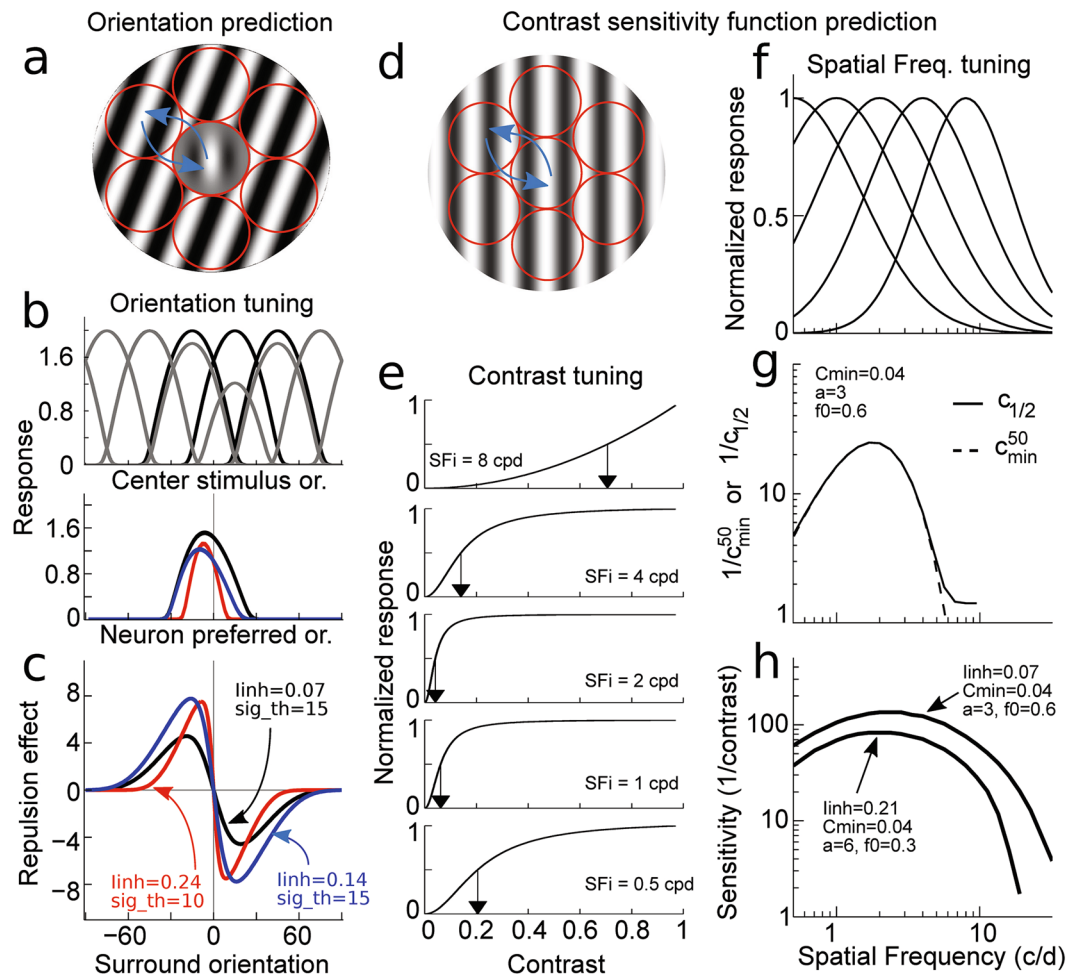 Orientation prediction
Contrast sensitivity function prediction
a
Orientation tuning
b
Response
1.6
0.8
0
Center stimulus or.
1.6
0.8
0
Neuron preferred or.
c
Repulsion effect
8
4
0
−4
−8
Iinh=0.07
sig_th=15
Iinh=0.24
sig_th=10
Iinh=0.14
sig_th=15
−60
0
60
Surround orientation
d
e
Contrast tuning
Normalized response
1
0
SFi = 8 cpd
1
0
SFi = 4 cpd
1
0
SFi = 2 cpd
1
0
SFi = 1 cpd
1
0
SFi = 0.5 cpd
0
0.2
0.4
0.6
0.8
1
Contrast
f
Spatial Freq. tuning
Normalized response
1
0.5
0
g
Cmin=0.04
a=3
f0=0.6
c1/2
c50min
1/c50min or 1/c1/2
10
1
1
10
h
Sensitivity (1/contrast)
100
10
1
Iinh=0.07
Cmin=0.04
a=3, f0=0.6
Iinh=0.21
Cmin=0.04
a=6, f0=0.3
1
10
Spatial Frequency (c/d)